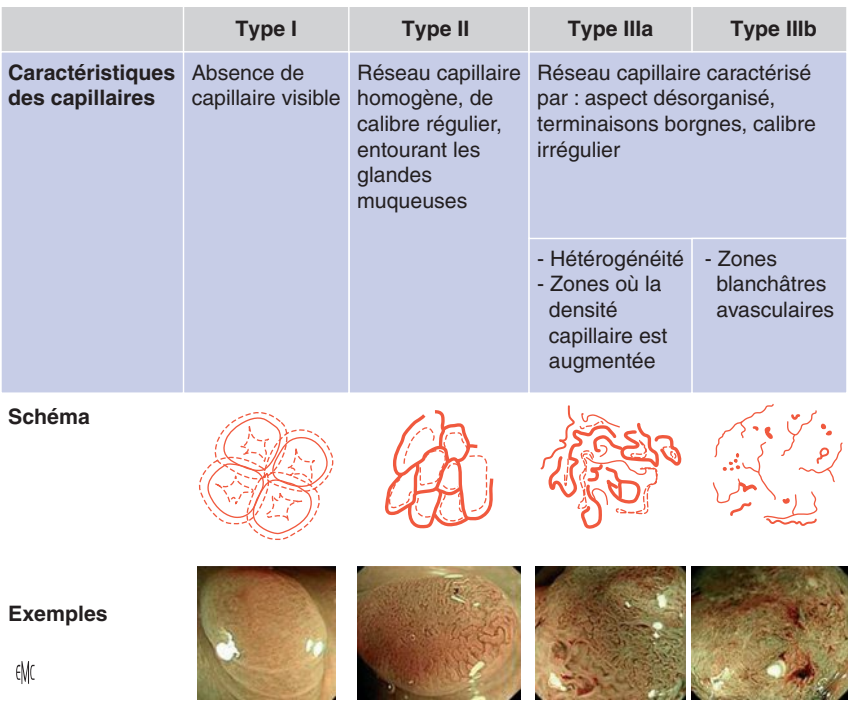 Type I
Type II
Type IIIa
Type IIIb
Caractéristiques
des capillaires
Absence de
capillaire visible
Réseau capillaire
homogène, de
calibre régulier,
entourant les
glandes
muqueuses
Réseau capillaire caractérisé
par : aspect désorganisé,
terminaisons borgnes, calibre
irrégulier
- Hétérogénéité
- Zones où la
densité
capillaire est
augmentée
- Zones
blanchâtres
avasculaires
Schéma
Exemples
EMC